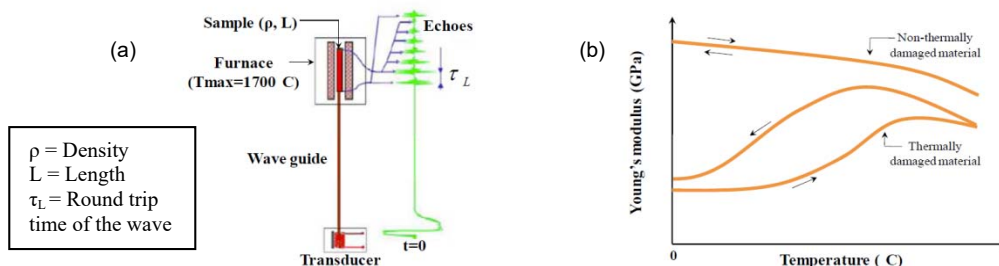 (a)
Sample (ρ, L)
Echoes
Furnace
(Tmax=1700 C)
τ L
Wave guide
t=0
Transducer
ρ = Density
L = Length
τL = Round trip
time of the wave
(b)
Young's modulus (GPa)
Non-thermally
damaged material
Thermally
damaged material
0
Temperature ( C)